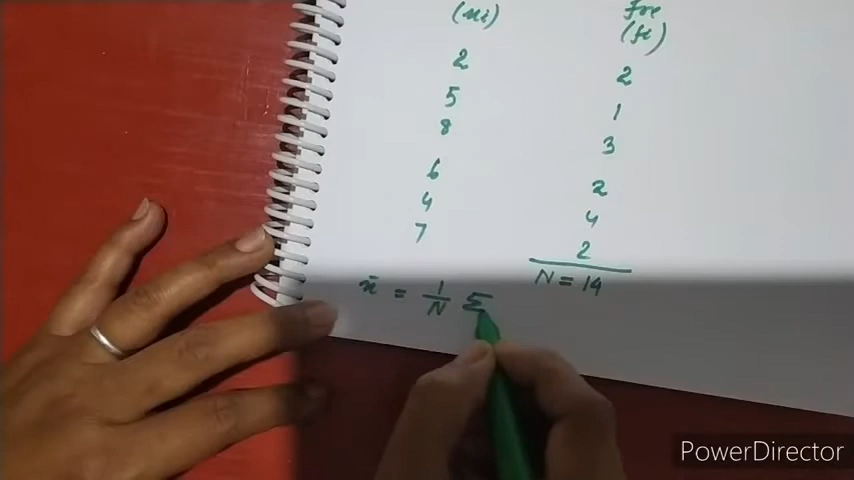 (xi) fre
(fi)
2 2
5 1
8 3
6 2
4 4
7 2
N = 14
x̄ = 1/N Σ
PowerDirector